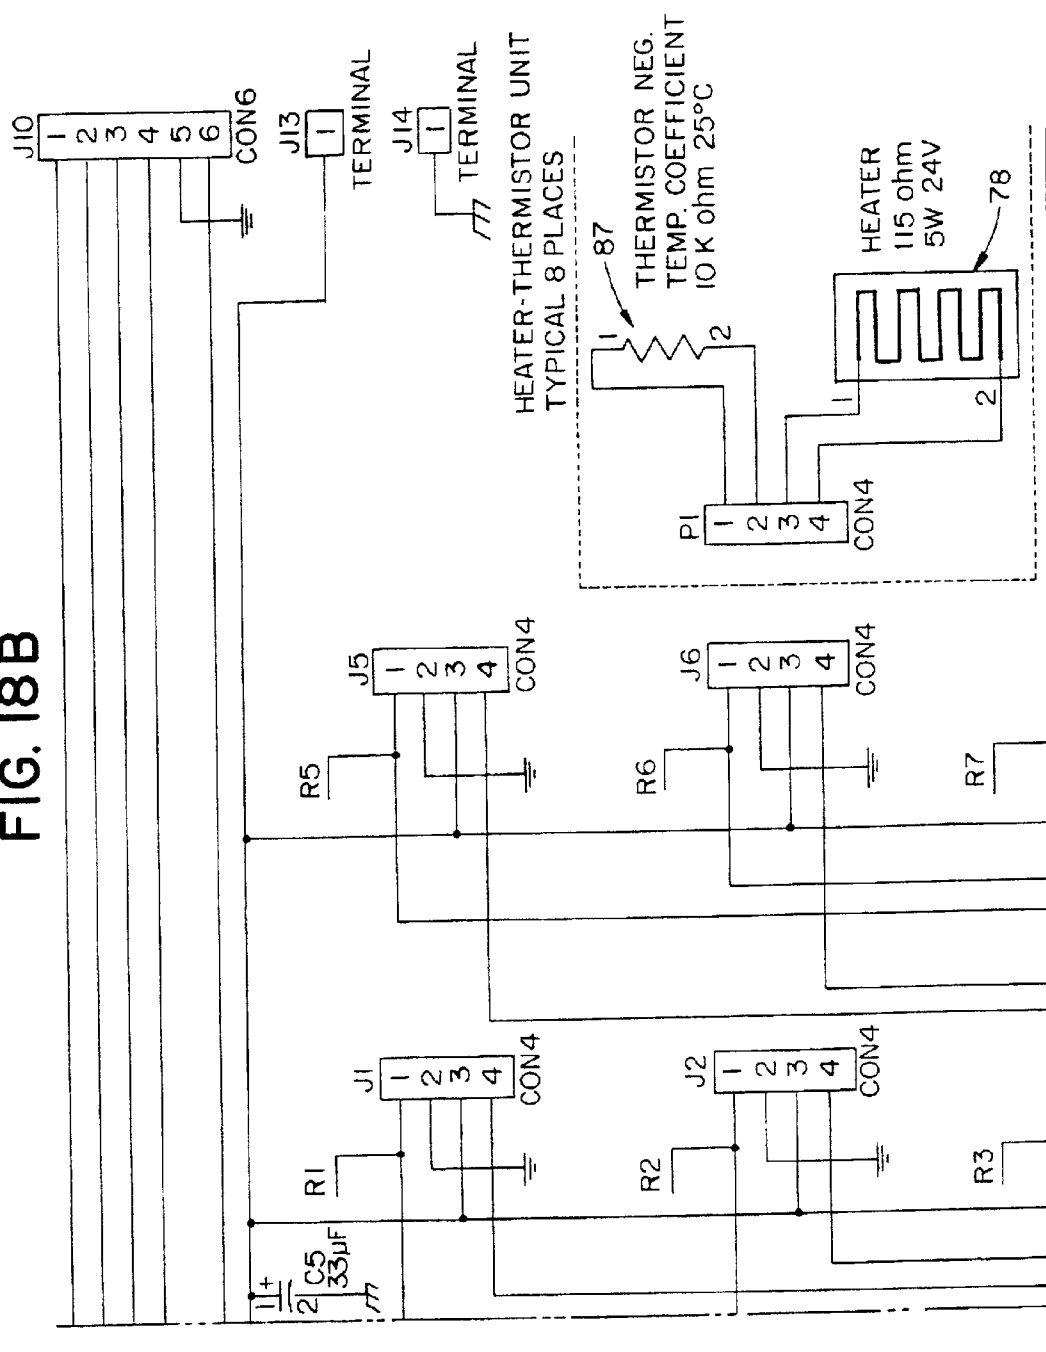 FIG. 18B
J10
1
2
3
4
5
6
CON6
J13
1
TERMINAL
J14
1
TERMINAL
HEATER-THERMISTOR UNIT
TYPICAL 8 PLACES
87
THERMISTOR NEG.
TEMP. COEFFICIENT
10 K ohm 25°C
1
2
P1
1
2
3
4
CON4
1
2
HEATER
115 ohm
5W 24V
78
R5
J5
1
2
3
4
CON4
R6
J6
1
2
3
4
CON4
R7
R1
J1
1
2
3
4
CON4
R2
J2
1
2
3
4
CON4
R3
1
+
2
C5
33µF